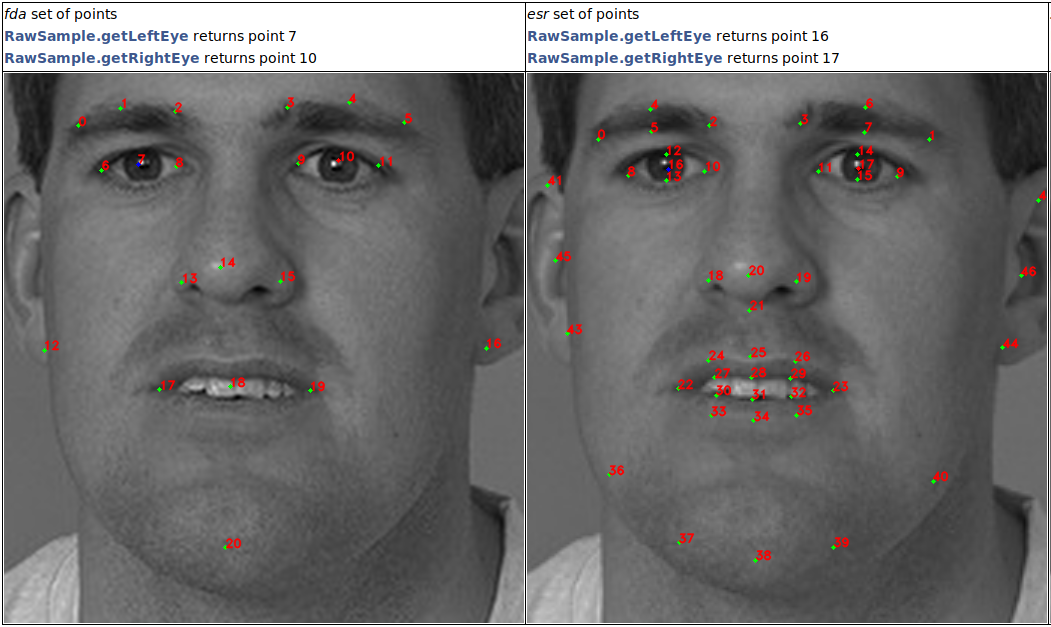 fda set of points
RawSample.getLeftEye returns point 7
RawSample.getRightEye returns point 10
esr set of points
RawSample.getLeftEye returns point 16
RawSample.getRightEye returns point 17
4
1 2 3
0 5
7 10
6 8 9 11
14
13 15
12 16
17 18 19
20
4 6
0 5 2 3 7 1
12 14
16 17
8 13 10 11 15 9
41
45 46
18 20 19
21
43 44
24 25 26
27 28 29
22 30 31 32 23
33 34 35
36 40
37 38 39